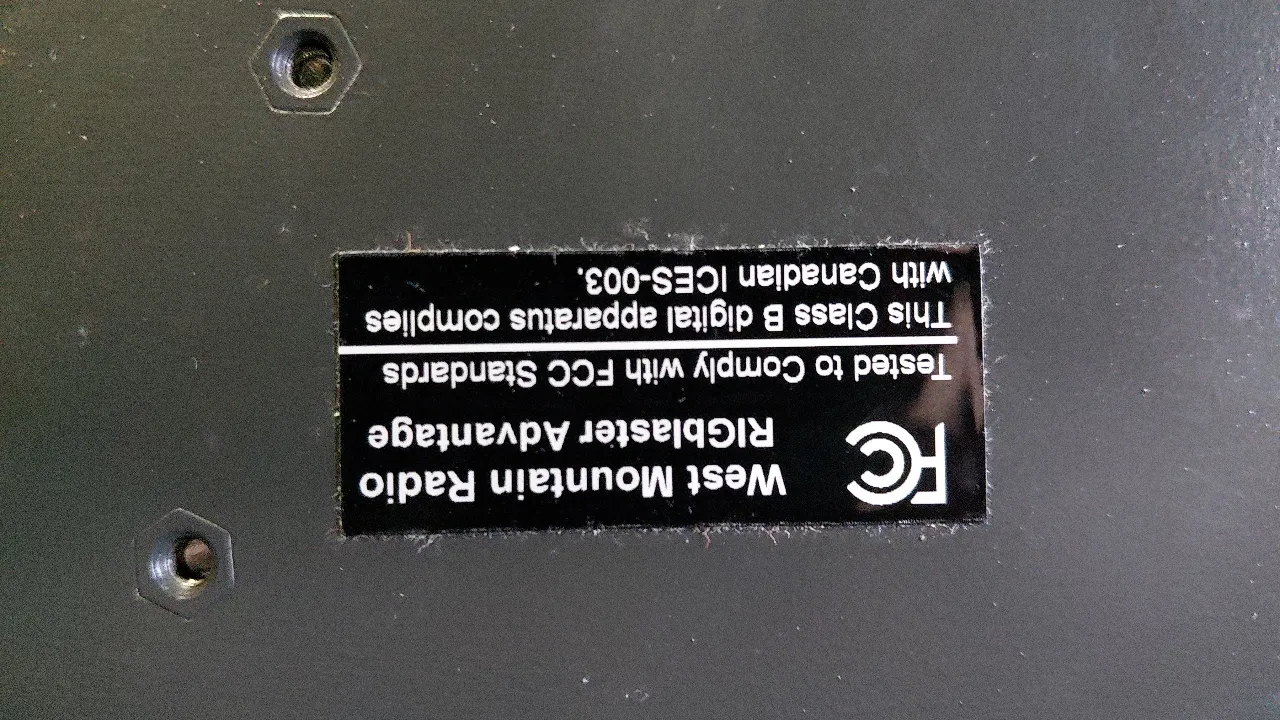 FC
West Mountain Radio
RIGblaster Advantage
Tested to Comply with FCC Standards
This Class B digital apparatus complies
with Canadian ICES-003.